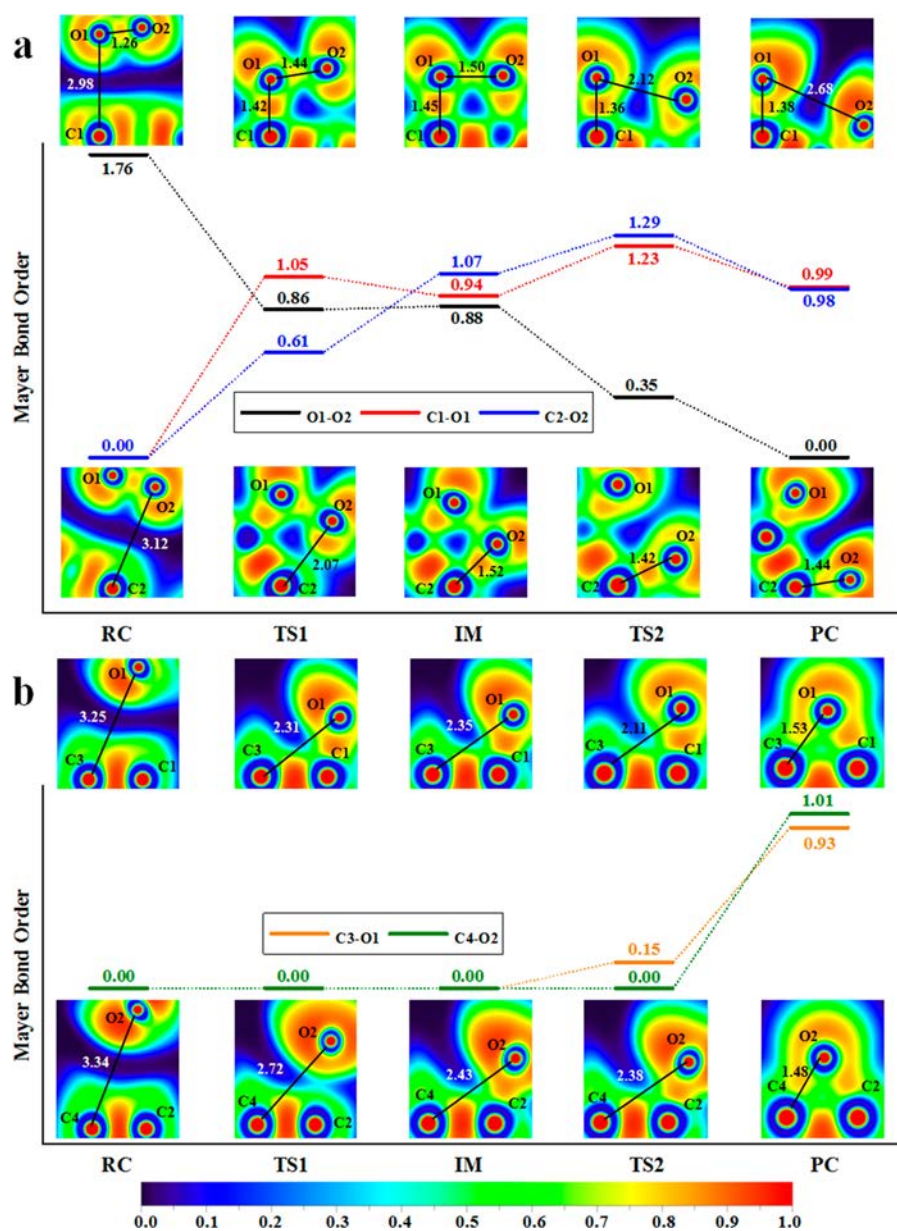 a
O1 O2 1.26 2.98 C1
O1 1.44 O2 1.42 C1
O1 1.50 O2 1.45 C1
O1 2.12 O2 1.36 C1
O1 2.68 O2 1.38 C1
Mayer Bond Order
1.76
1.29
1.05 1.07 1.23 0.99
0.94 0.98
0.86 0.88
0.61
0.35
O1-O2 C1-O1 C2-O2
0.00 0.00
O1 O2 3.12 C2
O1 O2 2.07 C2
O1 O2 1.52 C2
O1 O2 1.42 C2
O1 O2 1.44 C2
RC TS1 IM TS2 PC
b
O1 3.25 C3 C1
O1 2.31 C3 C1
O1 2.35 C3 C1
O1 2.11 C3 C1
O1 1.53 C3 C1
Mayer Bond Order
1.01
0.93
C3-O1 C4-O2
0.15
0.00 0.00 0.00 0.00
O2 3.34 C4 C2
O2 2.72 C4 C2
O2 2.43 C4 C2
O2 2.38 C4 C2
O2 1.48 C4 C2
RC TS1 IM TS2 PC
0.0 0.1 0.2 0.3 0.4 0.5 0.6 0.7 0.8 0.9 1.0